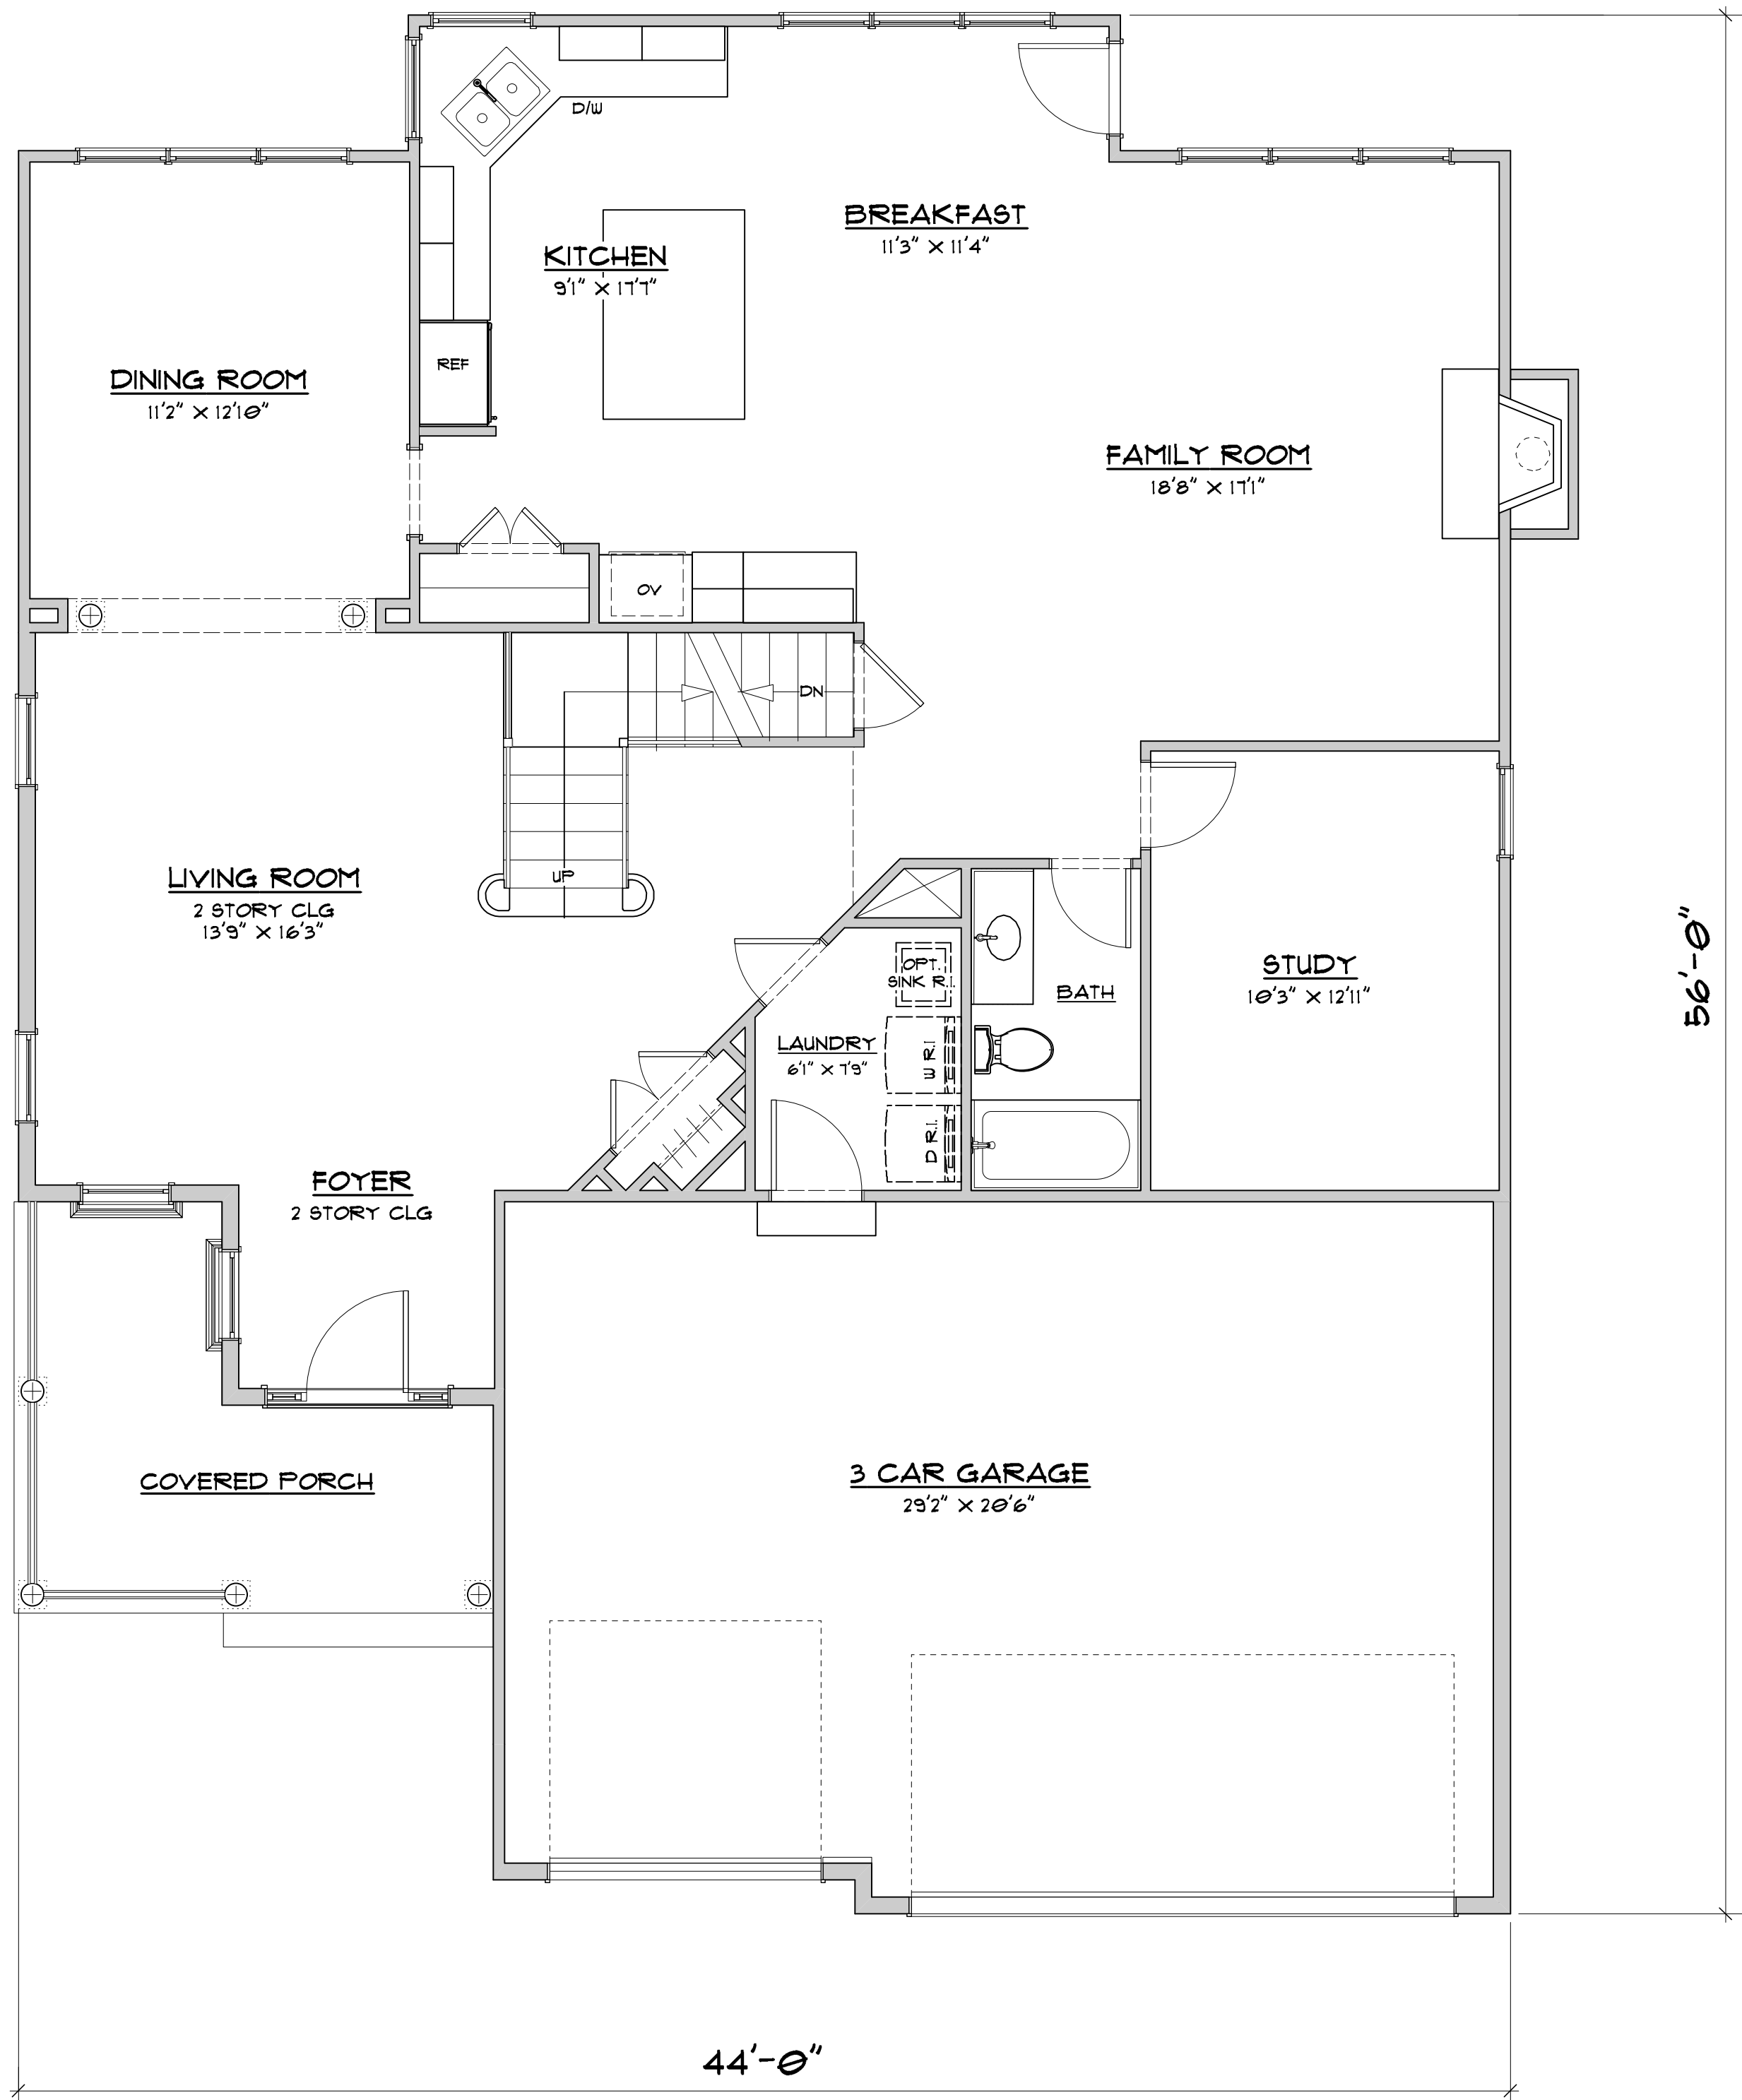 D/W
BREAKFAST
11'3" X 11'4"
KITCHEN
9'1" X 17'7"
REF
DINING ROOM
11'2" X 12'10"
FAMILY ROOM
18'8" X 17'1"
OV
DN
UP
LIVING ROOM
2 STORY CLG
13'9" X 16'3"
OPT.
SINK R.I.
BATH
STUDY
10'3" X 12'11"
56'-0"
LAUNDRY
6'1" X 7'9"
W R.I.
D R.I.
FOYER
2 STORY CLG
COVERED PORCH
3 CAR GARAGE
29'2" X 20'6"
44'-0"